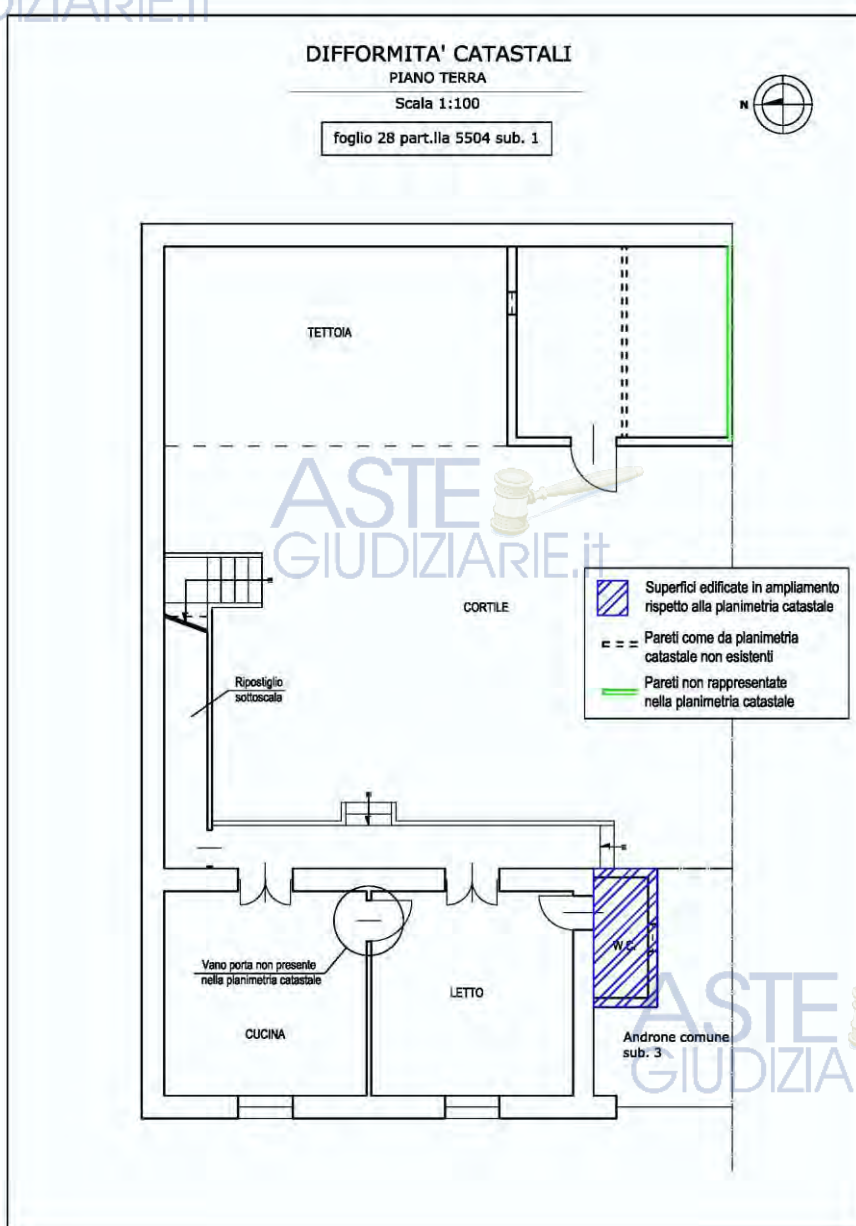 DIZIARIE.it
DIFFORMITA' CATASTALI
PIANO TERRA
Scala 1:100
foglio 28 part.lla 5504 sub. 1
N
TETTOIA
ASTE
GIUDIZIARIE.it
CORTILE
Superfici edificate in ampliamento
rispetto alla planimetria catastale
Pareti come da planimetria
catastale non esistenti
Pareti non rappresentate
nella planimetria catastale
Ripostiglio
sottoscala
W.C.
Vano porta non presente
nella planimetria catastale
LETTO
CUCINA
Androne comune
sub. 3
ASTE
GIUDIZIA